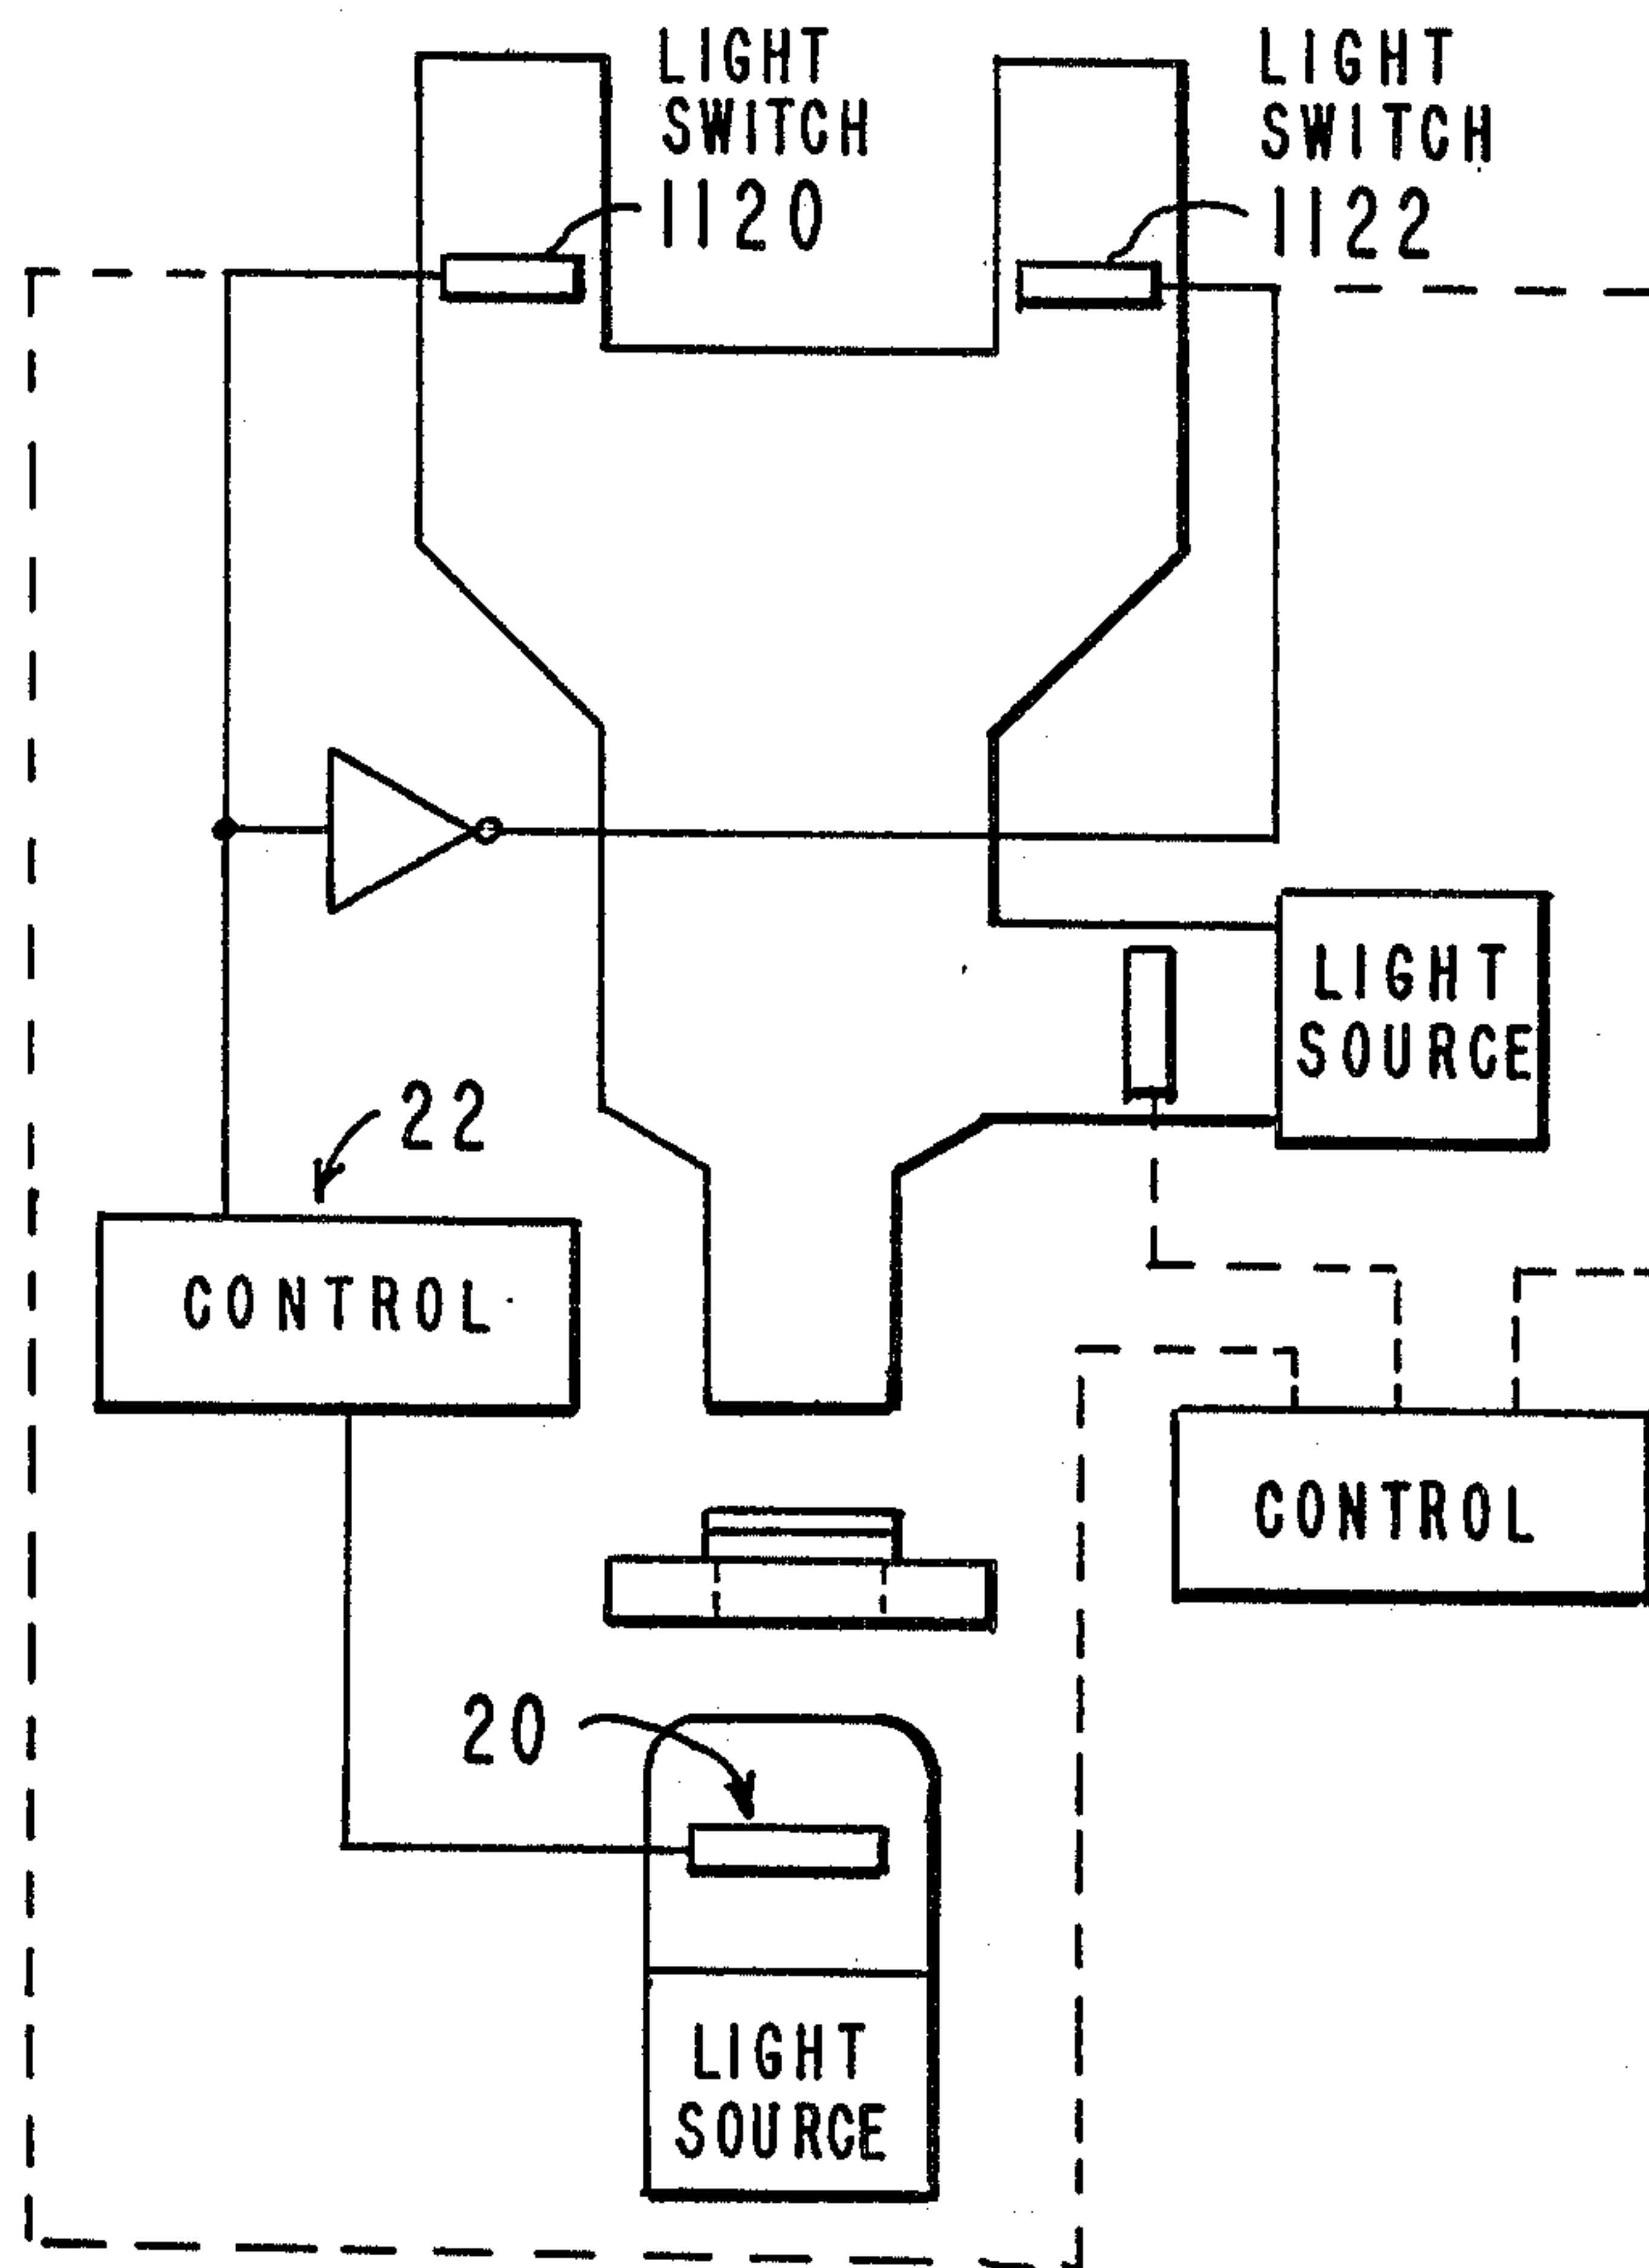 LIGHT
SWITCH
1120
LIGHT
SWITCH
1122
LIGHT
SOURCE
22
CONTROL
CONTROL
20
LIGHT
SOURCE